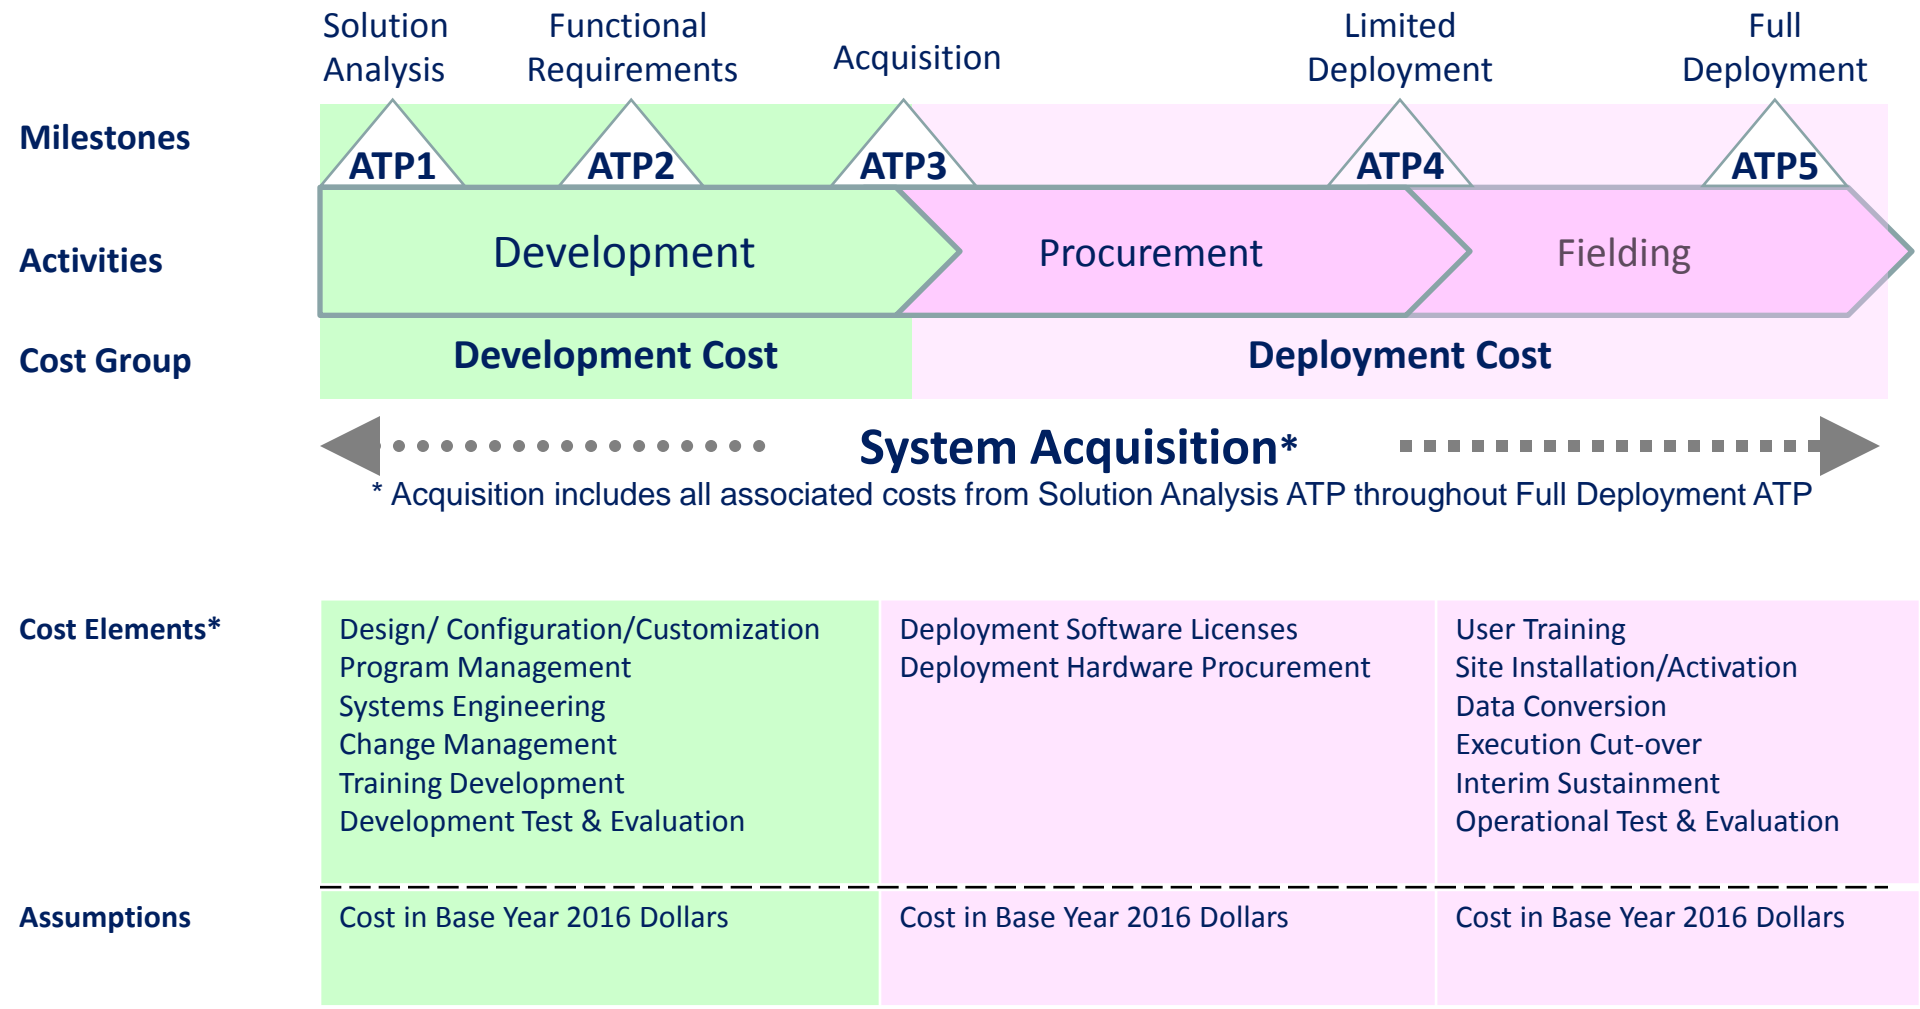 Solution
Analysis
Functional
Requirements
Acquisition
Limited
Deployment
Full
Deployment
Milestones
ATP1
ATP2
ATP3
ATP4
ATP5
Activities
Development
Procurement
Fielding
Cost Group
Development Cost
Deployment Cost
System Acquisition*
* Acquisition includes all associated costs from Solution Analysis ATP throughout Full Deployment ATP
Cost Elements*
Design/ Configuration/Customization
Program Management
Systems Engineering
Change Management
Training Development
Development Test & Evaluation
Deployment Software Licenses
Deployment Hardware Procurement
User Training
Site Installation/Activation
Data Conversion
Execution Cut-over
Interim Sustainment
Operational Test & Evaluation
Assumptions
Cost in Base Year 2016 Dollars
Cost in Base Year 2016 Dollars
Cost in Base Year 2016 Dollars